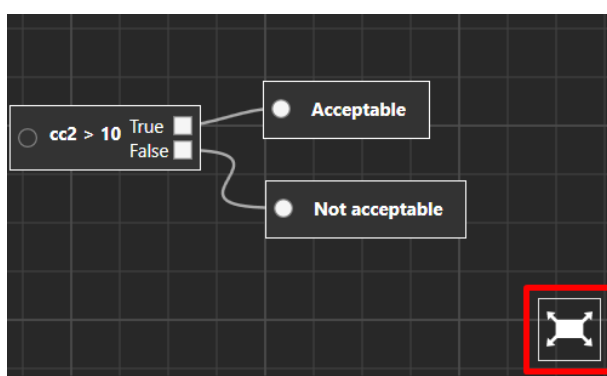 cc2 > 10
True
False
Acceptable
Not acceptable